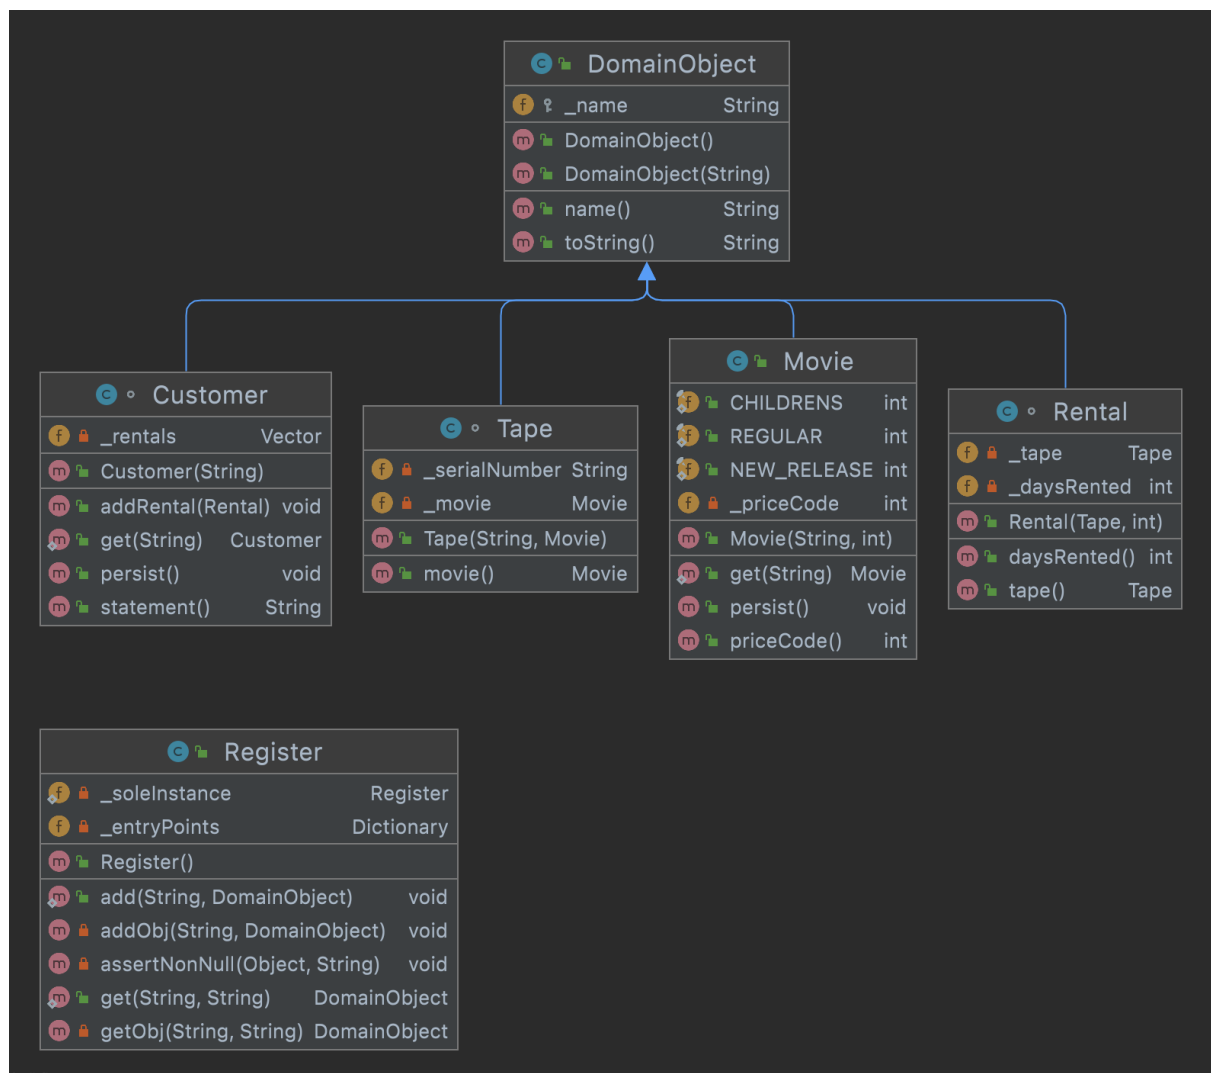 DomainObject
_name String
DomainObject()
DomainObject(String)
name() String
toString() String
Customer
_rentals Vector
Customer(String)
addRental(Rental) void
get(String) Customer
persist() void
statement() String
Tape
_serialNumber String
_movie Movie
Tape(String, Movie)
movie() Movie
Movie
CHILDRENS int
REGULAR int
NEW_RELEASE int
_priceCode int
Movie(String, int)
get(String) Movie
persist() void
priceCode() int
Rental
_tape Tape
_daysRented int
Rental(Tape, int)
daysRented() int
tape() Tape
Register
_soleInstance Register
_entryPoints Dictionary
Register()
add(String, DomainObject) void
addObj(String, DomainObject) void
assertNonNull(Object, String) void
get(String, String) DomainObject
getObj(String, String) DomainObject